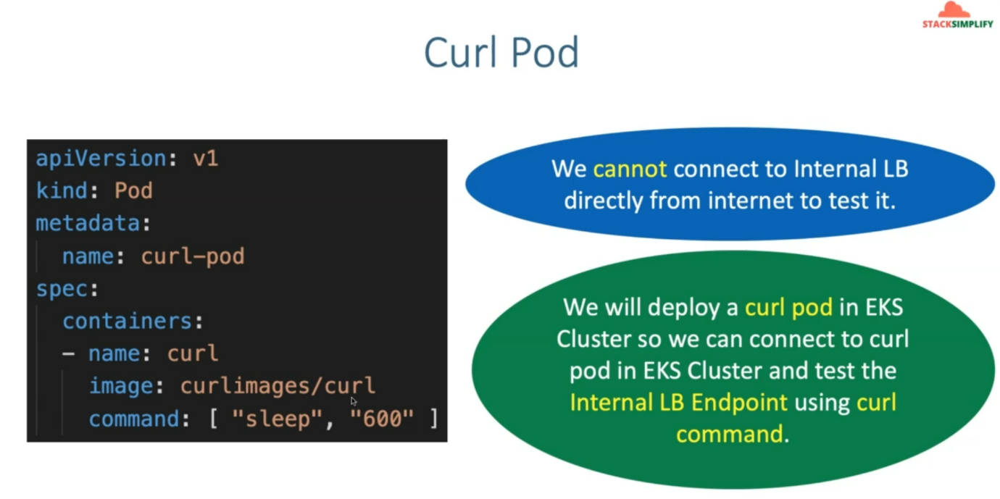 STACKSIMPLIFY
Curl Pod
apiVersion: v1
kind: Pod
metadata:
  name: curl-pod
spec:
  containers:
  - name: curl
    image: curlimages/curl
    command: [ "sleep", "600" ]
We cannot connect to Internal LB
directly from internet to test it.
We will deploy a curl pod in EKS
Cluster so we can connect to curl
pod in EKS Cluster and test the
Internal LB Endpoint using curl
command.